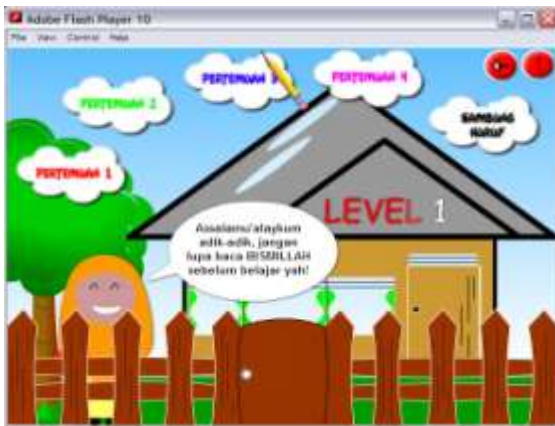 Adobe Flash Player 10
File View Control Help
PERTEMUAN 1
PERTEMUAN 2
PERTEMUAN 3
PERTEMUAN 4
SAMBUNG
HURUF
LEVEL 1
Assalamu'alaykum
adik-adik, jangan
lupa baca BISMILLAH
sebelum belajar yah!